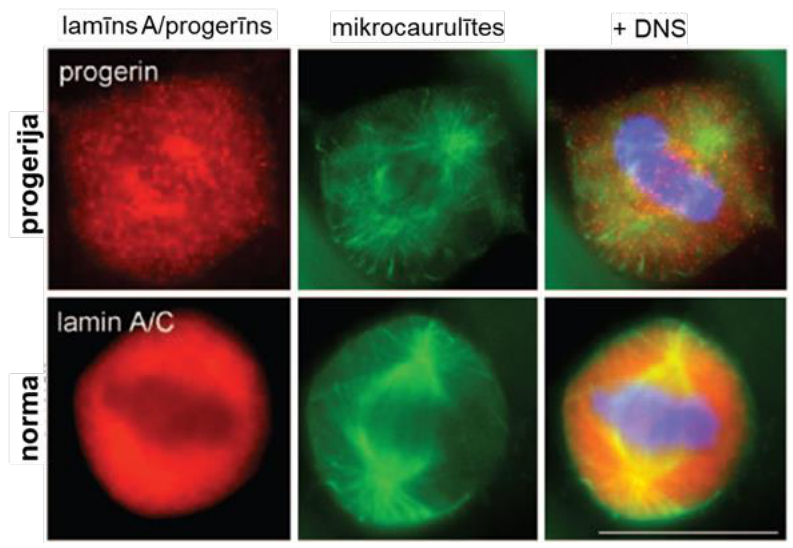 lamīns A/progerīns
mikrocaurulītes
+ DNS
progerija
progerin
norma
lamin A/C